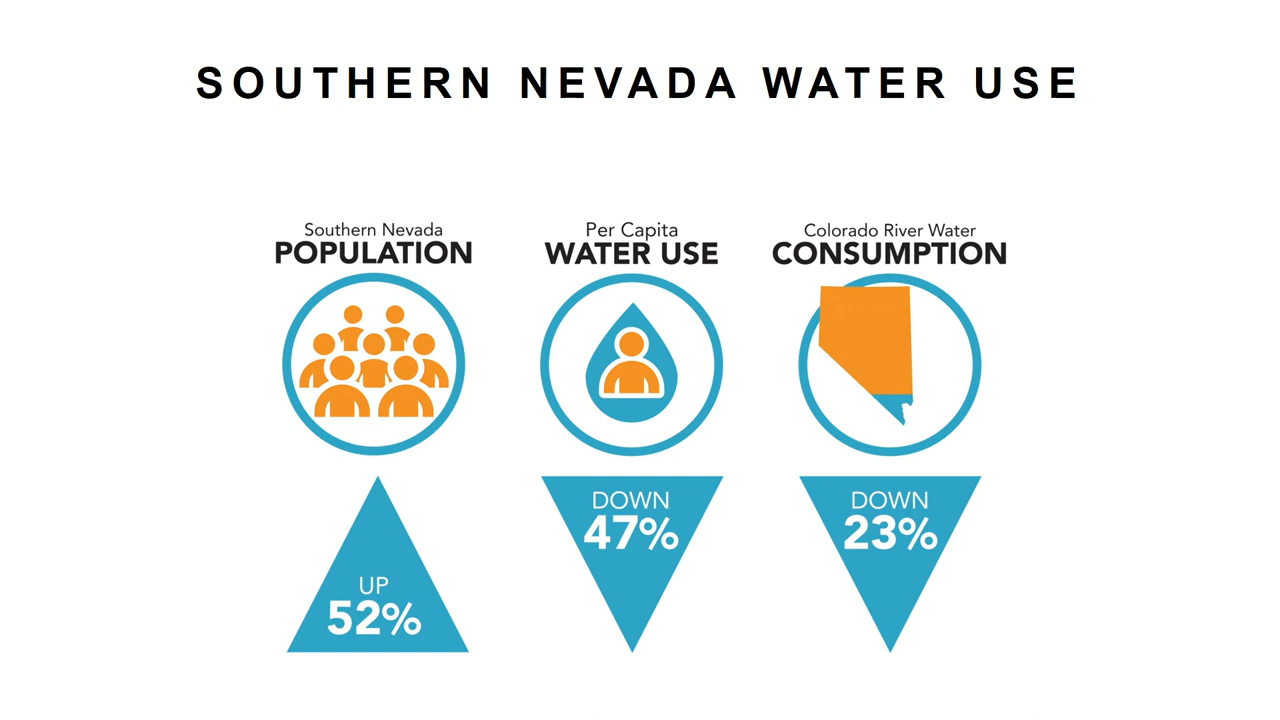 SOUTHERN NEVADA WATER USE
Southern Nevada
POPULATION
UP
52%
Per Capita
WATER USE
DOWN
47%
Colorado River Water
CONSUMPTION
DOWN
23%